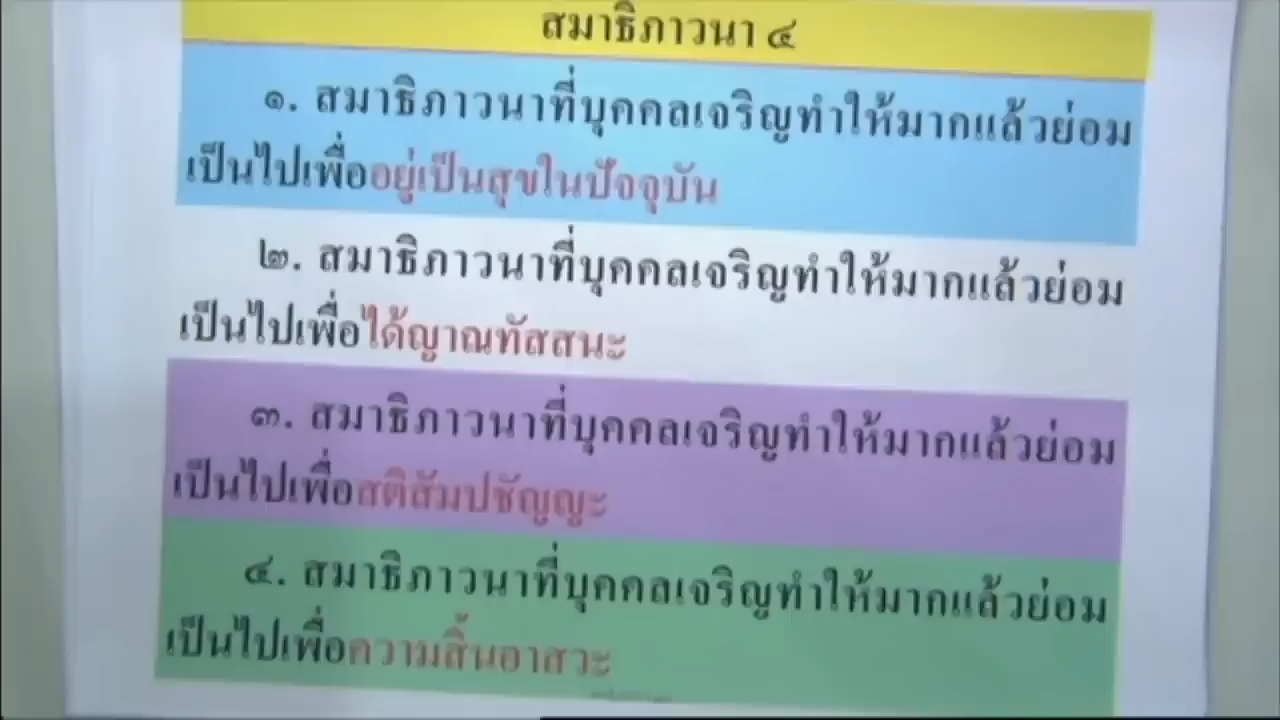 สมาธิภาวนา ๔
๑. สมาธิภาวนาที่บุคคลเจริญทำให้มากแล้วย่อม
เป็นไปเพื่ออยู่เป็นสุขในปัจจุบัน
๒. สมาธิภาวนาที่บุคคลเจริญทำให้มากแล้วย่อม
เป็นไปเพื่อได้ญาณทัสสนะ
๓. สมาธิภาวนาที่บุคคลเจริญทำให้มากแล้วย่อม
เป็นไปเพื่อสติสัมปชัญญะ
๔. สมาธิภาวนาที่บุคคลเจริญทำให้มากแล้วย่อม
เป็นไปเพื่อความสิ้นอาสวะ